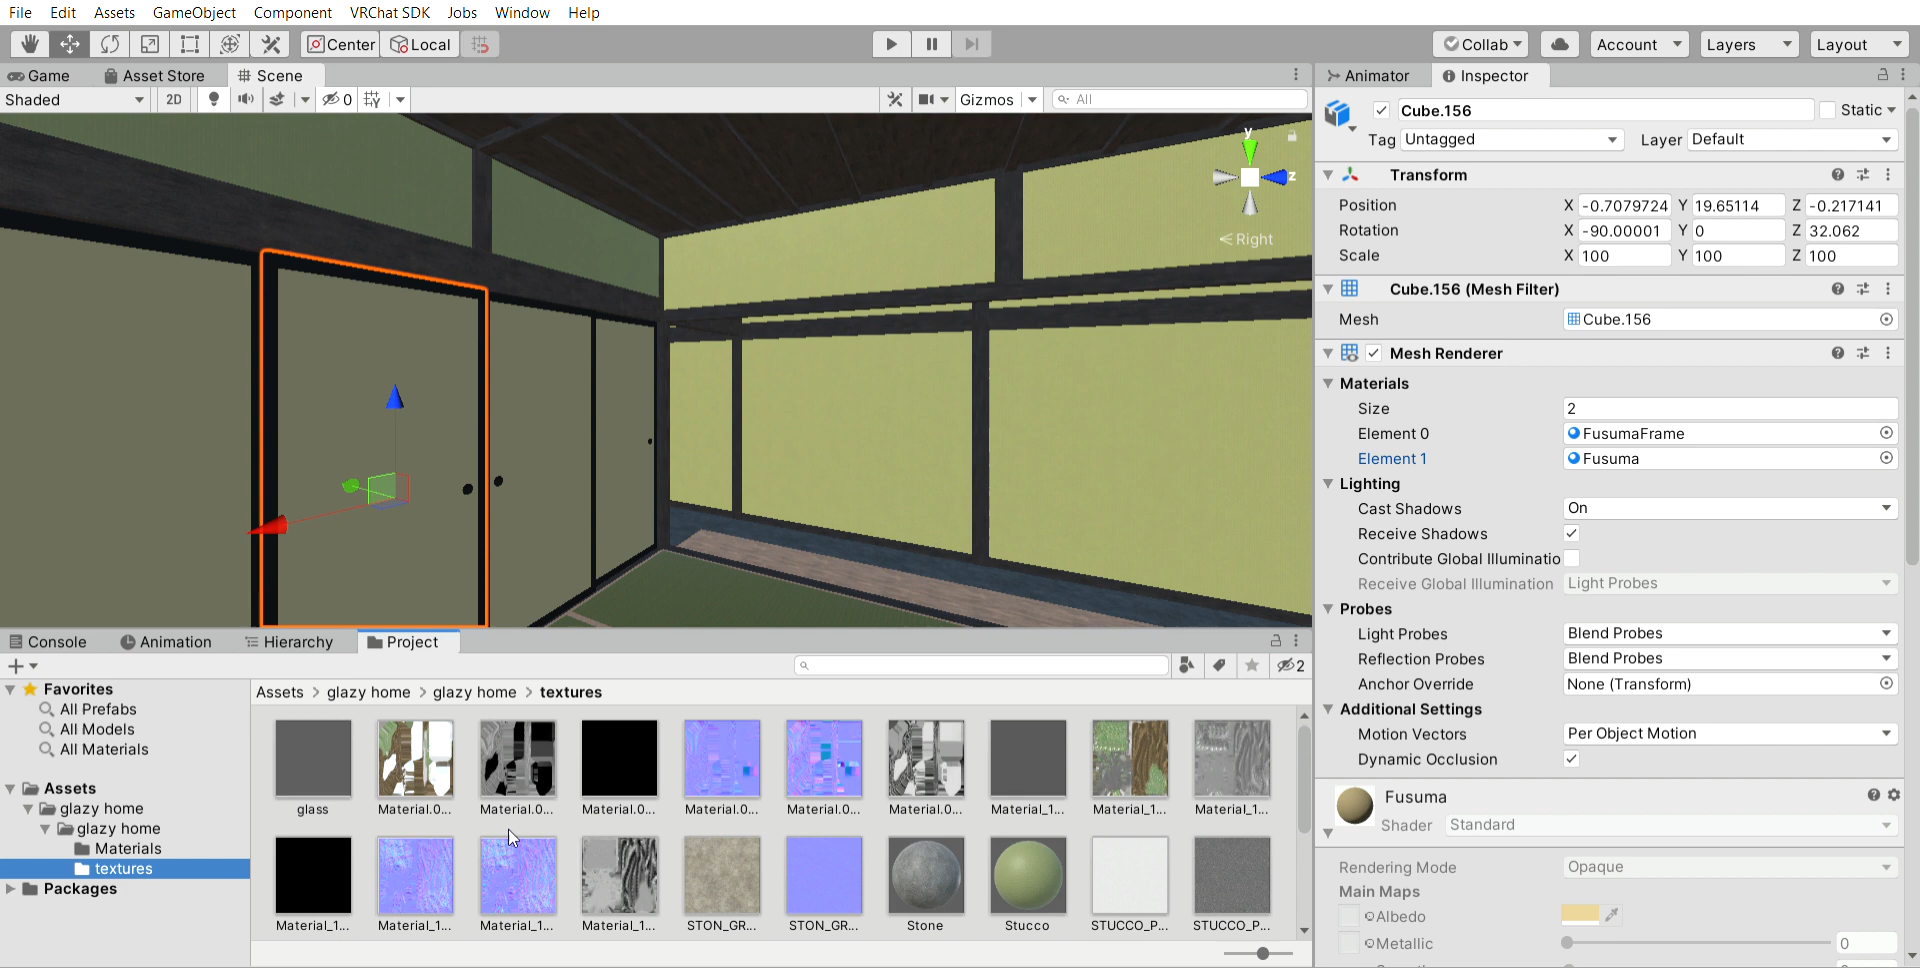 File Edit Assets GameObject Component VRChat SDK Jobs Window Help
Center Local Collab Account Layers Layout
Game Asset Store Scene Animator Inspector
Shaded 2D 0 Gizmos All
Cube.156 Static
Tag Untagged Layer Default
y
z
Right
Transform
Position X -0.7079724 Y 19.65114 Z -0.217141
Rotation X -90.00001 Y 0 Z 32.062
Scale X 100 Y 100 Z 100
Cube.156 (Mesh Filter)
Mesh Cube.156
Mesh Renderer
Materials
Size 2
Element 0 FusumaFrame
Element 1 Fusuma
Lighting
Cast Shadows On
Receive Shadows
Contribute Global Illuminatio
Receive Global Illumination Light Probes
Probes
Light Probes Blend Probes
Reflection Probes Blend Probes
Anchor Override None (Transform)
Additional Settings
Motion Vectors Per Object Motion
Dynamic Occlusion
Fusuma
Shader Standard
Rendering Mode Opaque
Main Maps
Albedo
Metallic 0
Console Animation Hierarchy Project
2
Favorites
All Prefabs
All Models
All Materials
Assets
glazy home
glazy home
Materials
textures
Packages
Assets > glazy home > glazy home > textures
glass Material.0... Material.0... Material.0... Material.0... Material.0... Material.0... Material_1... Material_1... Material_1...
Material_1... Material_1... Material_1... Material_1... STON_GR... STON_GR... Stone Stucco STUCCO_P... STUCCO_P...